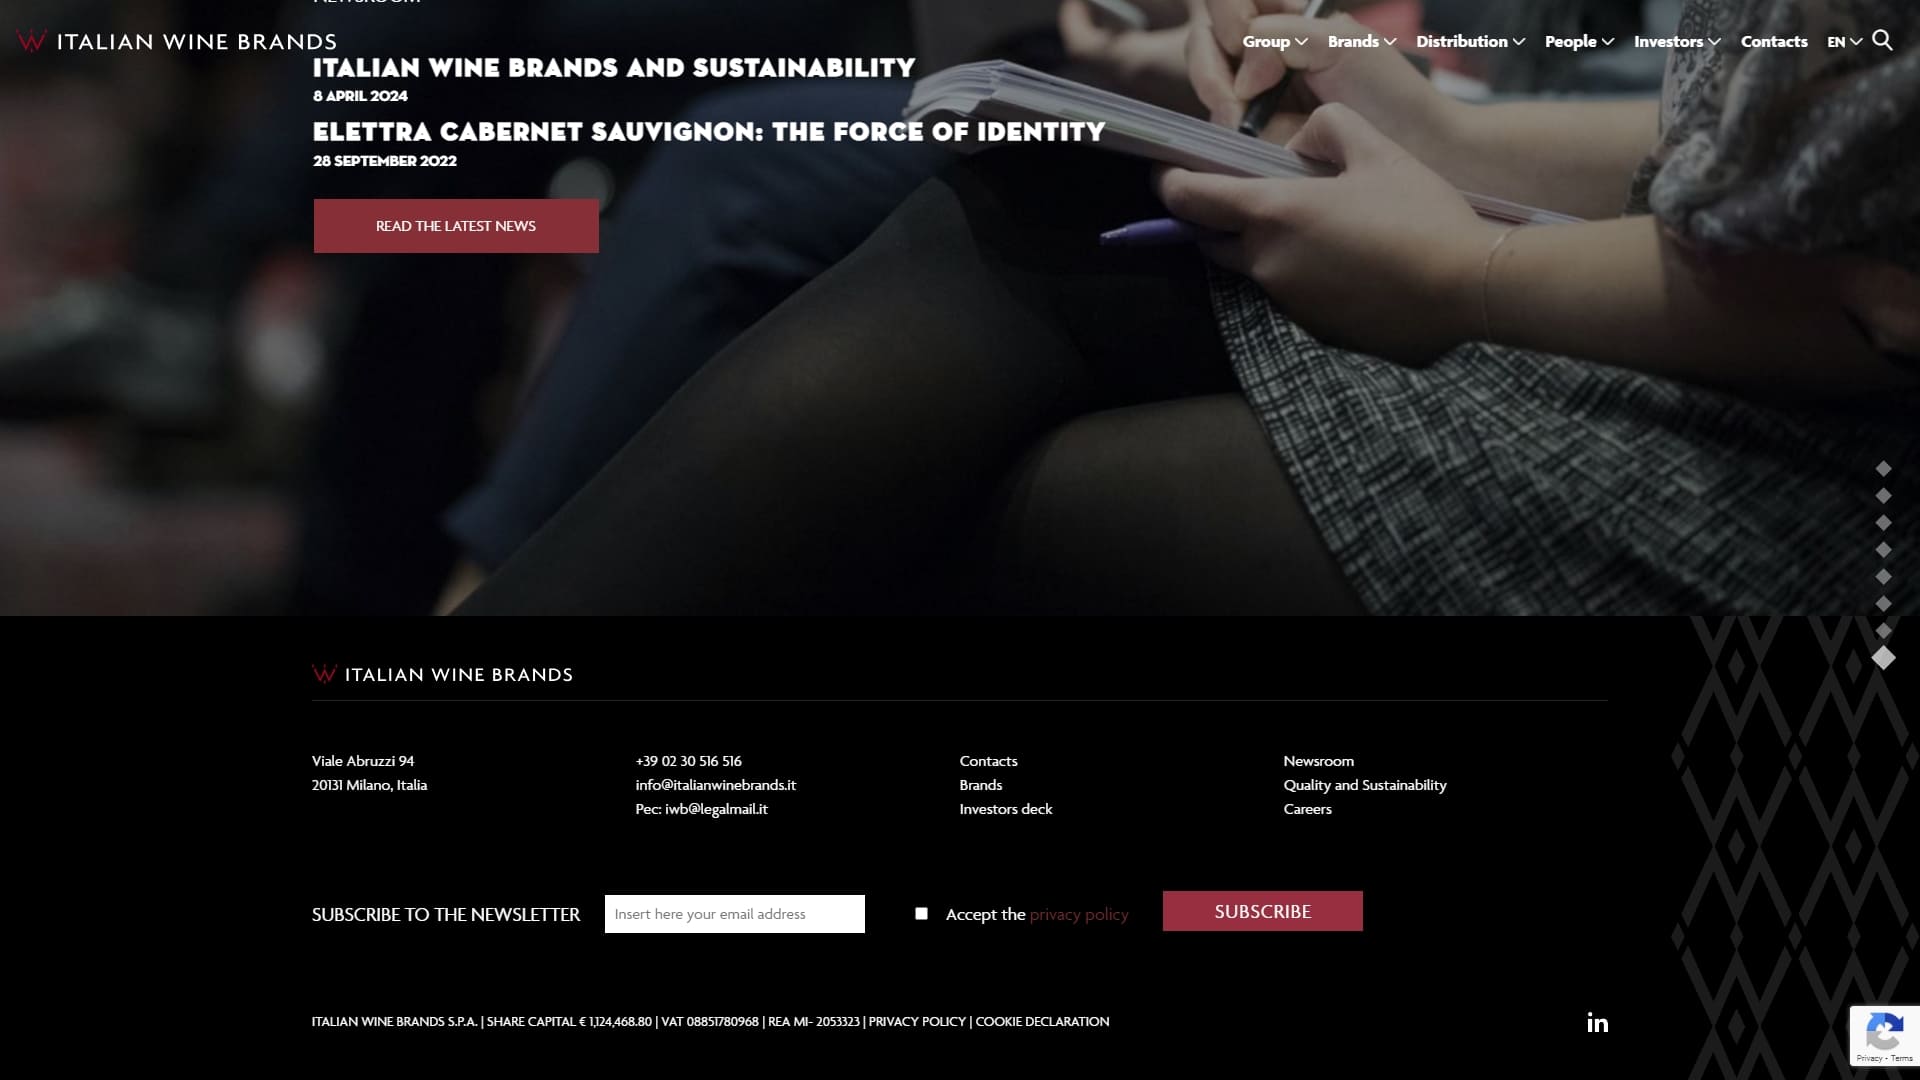 ITALIAN WINE BRANDS
Group
Brands
Distribution
People
Investors
Contacts
EN
ITALIAN WINE BRANDS AND SUSTAINABILITY
8 APRIL 2024
ELETTRA CABERNET SAUVIGNON: THE FORCE OF IDENTITY
28 SEPTEMBER 2022
READ THE LATEST NEWS
ITALIAN WINE BRANDS
Viale Abruzzi 94
20131 Milano, Italia
+39 02 30 516 516
info@italianwinebrands.it
Pec: iwb@legalmail.it
Contacts
Brands
Investors deck
Newsroom
Quality and Sustainability
Careers
SUBSCRIBE TO THE NEWSLETTER
Insert here your email address
Accept the privacy policy
SUBSCRIBE
ITALIAN WINE BRANDS S.P.A. | SHARE CAPITAL € 1,124,468.80 | VAT 08851780968 | REA MI- 2053323 | PRIVACY POLICY | COOKIE DECLARATION
in
Privacy - Terms